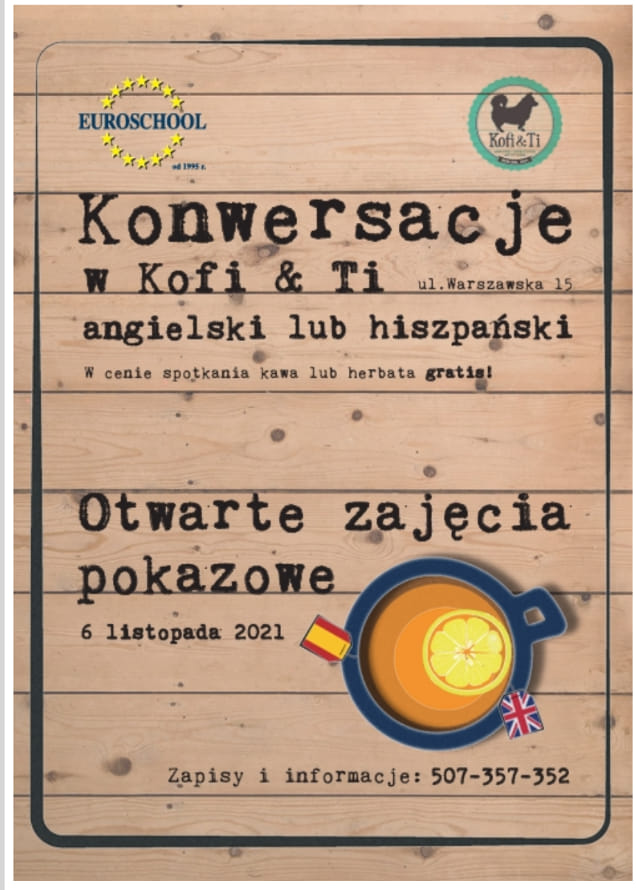 EUROSCHOOL
od 1995 r.
Kofi & Ti
Konwersacje
w Kofi & Ti ul.Warszawska 15
angielski lub hiszpański
W cenie spotkania kawa lub herbata gratis!
Otwarte zajęcia
pokazowe
6 listopada 2021
Zapisy i informacje: 507-357-352